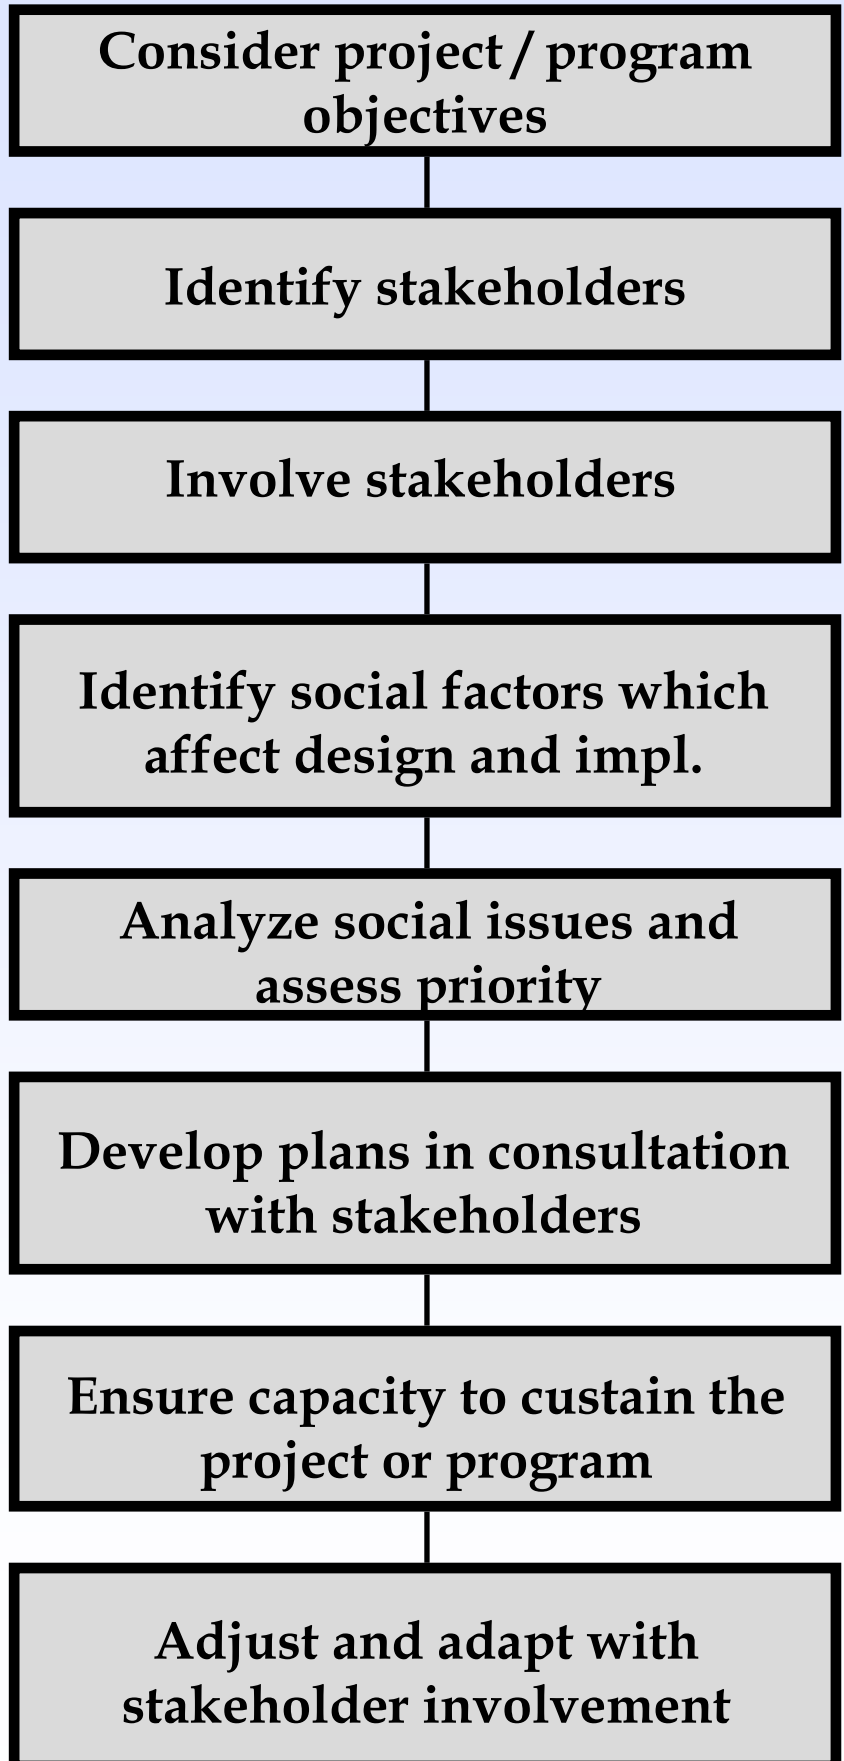 Consider project / program
objectives
Identify stakeholders
Involve stakeholders
Identify social factors which
affect design and impl.
Analyze social issues and
assess priority
Develop plans in consultation
with stakeholders
Ensure capacity to custain the
project or program
Adjust and adapt with
stakeholder involvement